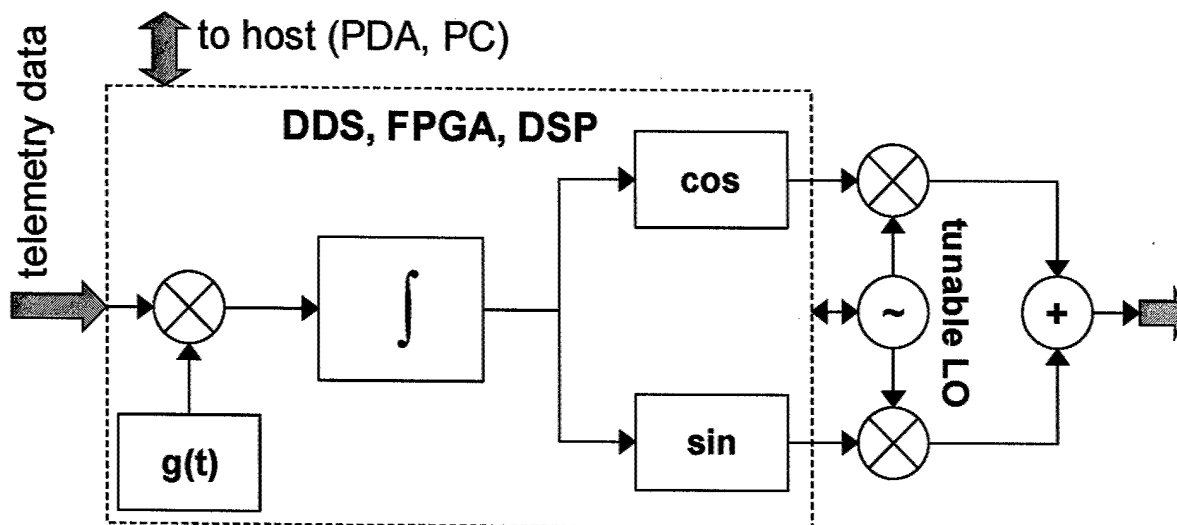 to host (PDA, PC)
telemetry data
DDS, FPGA, DSP
cos
tunable LO
∫
~
+
sin
g(t)